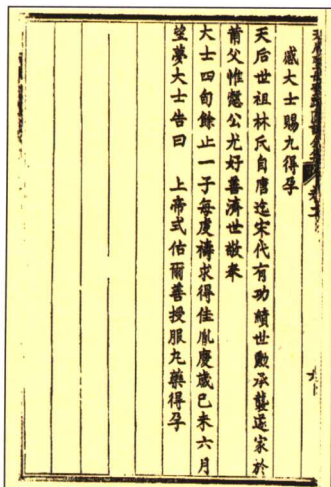 感大士賜丸得孕
天后世祖林氏自唐迄宋代有功績世勲承襲遂家於
莆父惟慤公尤好善濟世敬奉
大士四旬餘止一子每虔禱求得佳胤慶歲己未六月
望夢大士告曰　上帝式佑爾善授服丸藥得孕